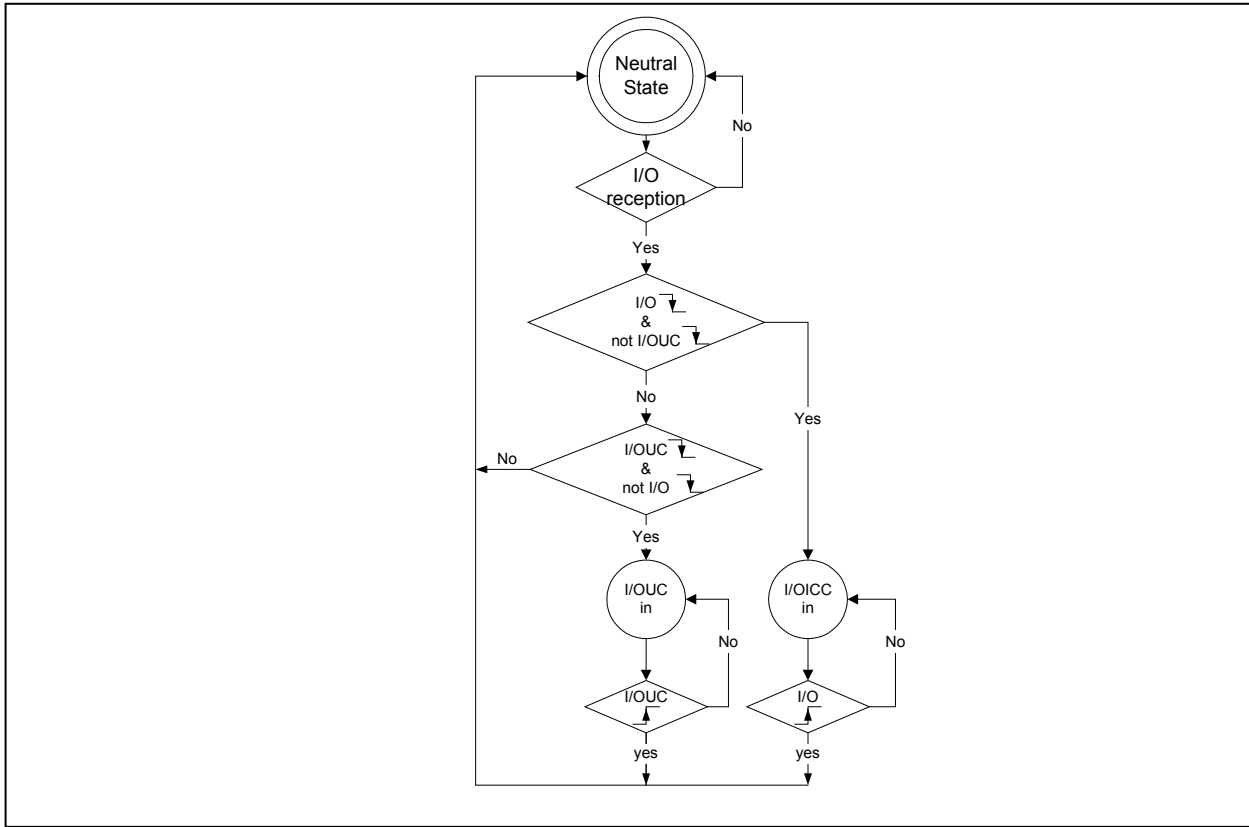 Neutral
State
No
I/O
reception
Yes
I/O
&
not I/OUC
No
Yes
I/OUC
&
not I/O
No
Yes
I/OUC
in
No
I/OICC
in
No
I/OUC
yes
I/O
yes